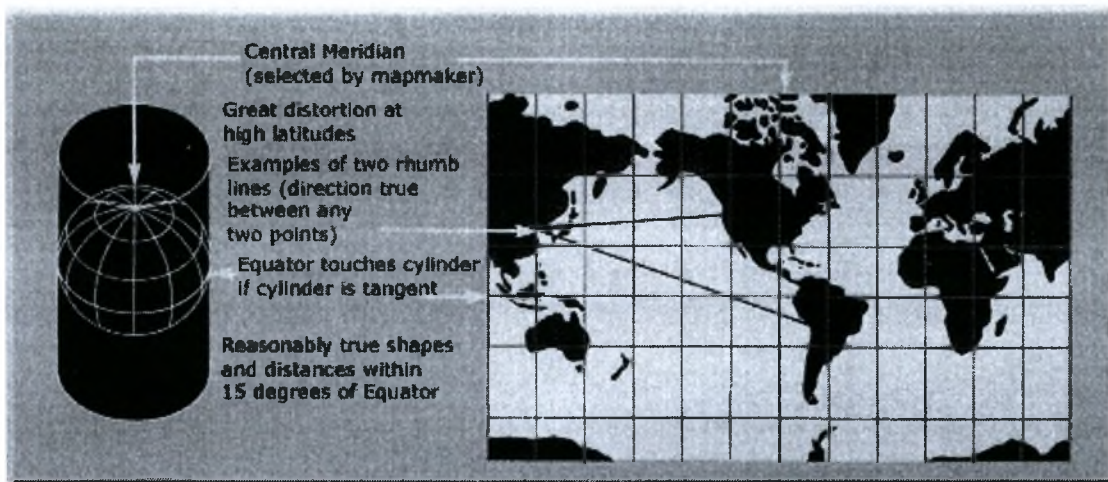 Central Meridian
(selected by mapmaker)
Great distortion at
high latitudes
Examples of two rhumb
lines (direction true
between any
two points)
Equator touches cylinder
if cylinder is tangent
Reasonably true shapes
and distances within
15 degrees of Equator